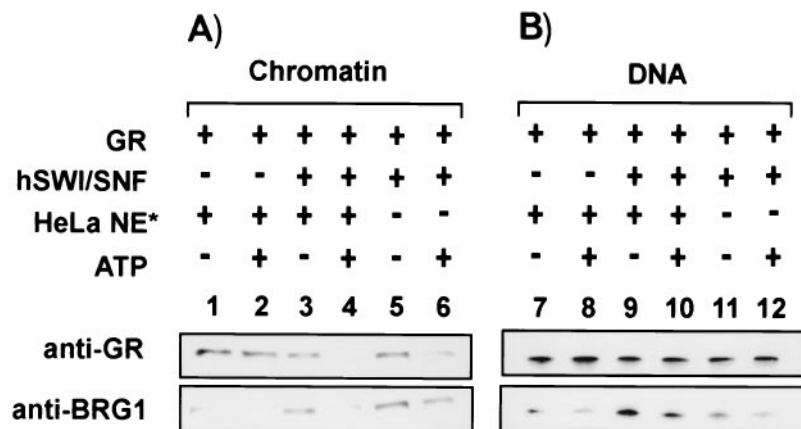 A) B)
Chromatin DNA
GR + + + + + + + + + + + +
hSWI/SNF - - + + + + - - + + + +
HeLa NE* + + + + - - + + + + - -
ATP - + - + - + - + - + - +
1 2 3 4 5 6 7 8 9 10 11 12
anti-GR
anti-BRG1